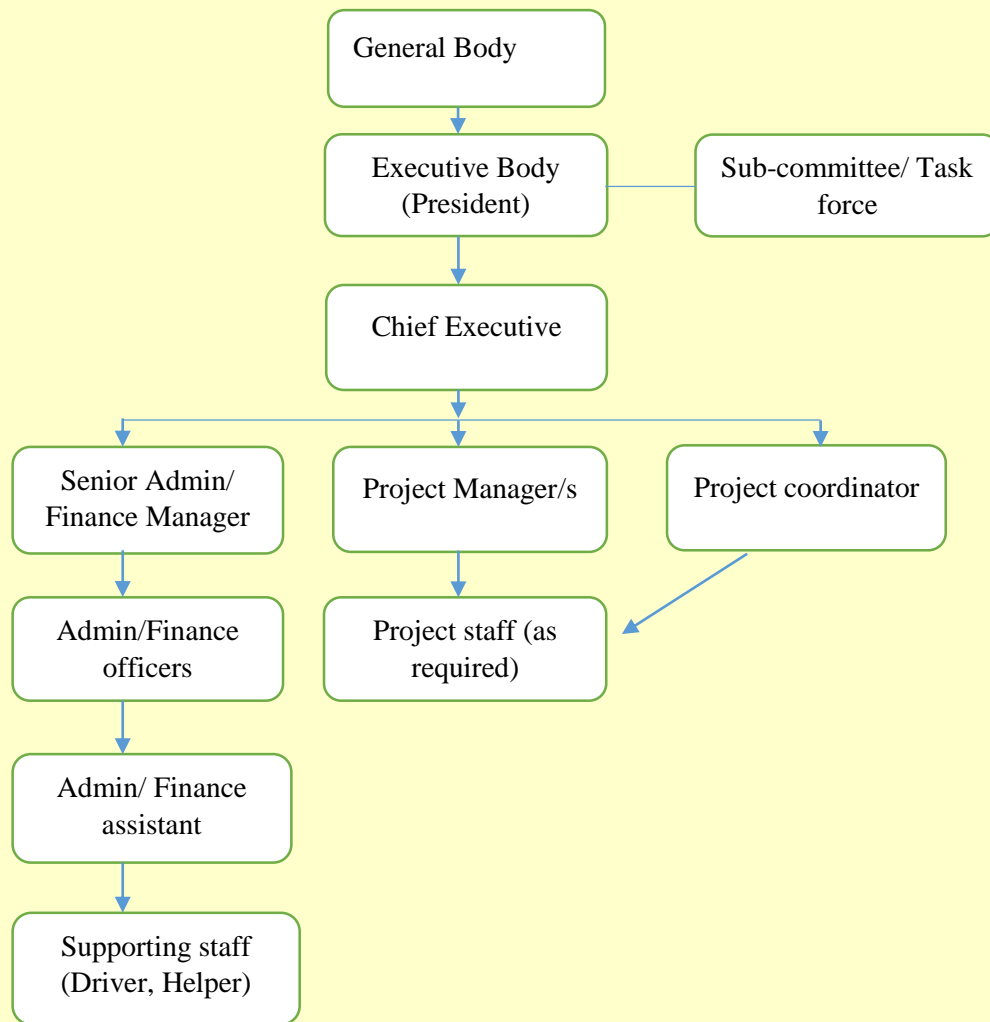 General Body
Executive Body
(President)
Sub-committee/ Task
force
Chief Executive
Senior Admin/
Finance Manager
Project Manager/s
Project coordinator
Admin/Finance
officers
Project staff (as
required)
Admin/ Finance
assistant
Supporting staff
(Driver, Helper)